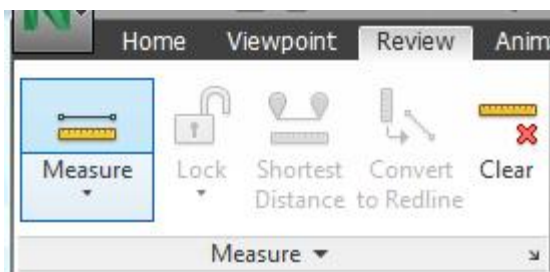 Home Viewpoint Review Anim
Measure Lock Shortest Distance Convert to Redline Clear
Measure